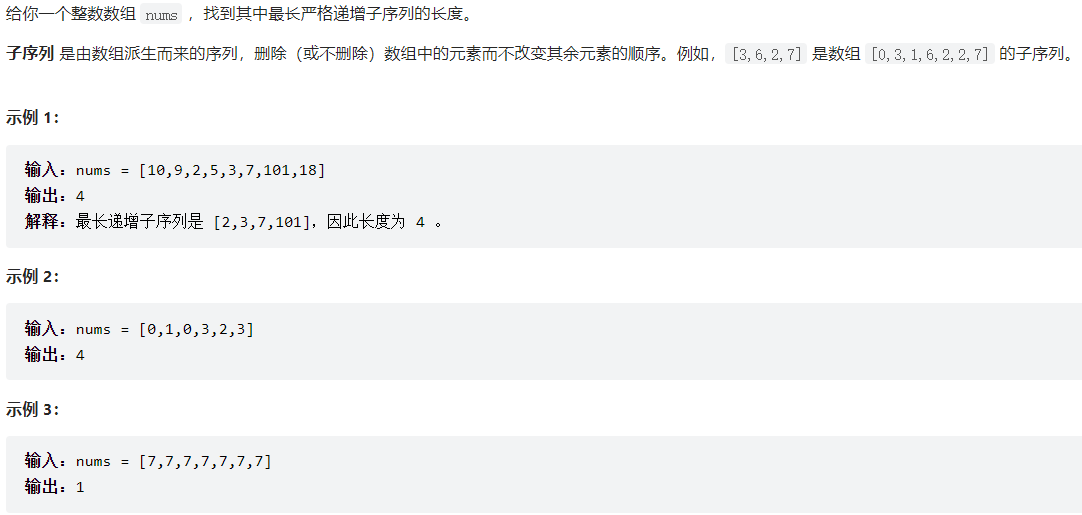 给你一个整数数组 nums ，找到其中最长严格递增子序列的长度。
子序列 是由数组派生而来的序列，删除（或不删除）数组中的元素而不改变其余元素的顺序。例如，[3,6,2,7] 是数组 [0,3,1,6,2,2,7] 的子序列。
示例 1：
输入：nums = [10,9,2,5,3,7,101,18]
输出：4
解释：最长递增子序列是 [2,3,7,101]，因此长度为 4 。
示例 2：
输入：nums = [0,1,0,3,2,3]
输出：4
示例 3：
输入：nums = [7,7,7,7,7,7,7]
输出：1